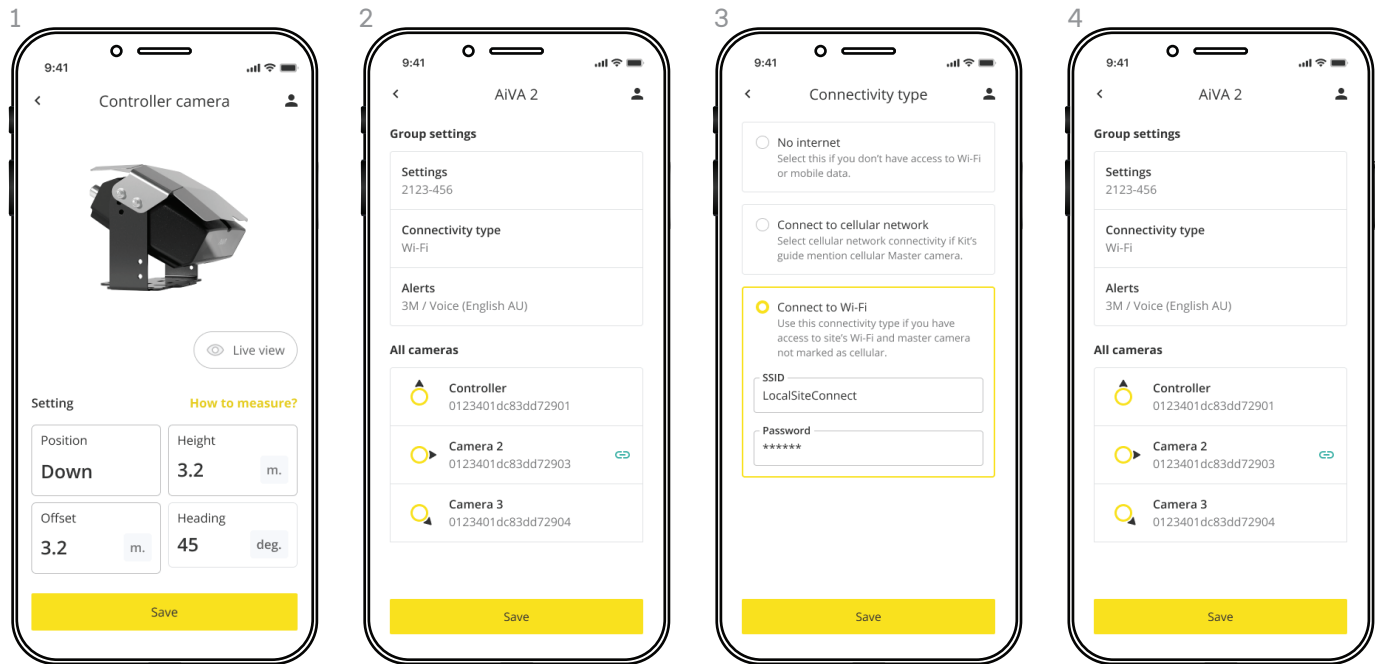 1
9:41
Controller camera
Live view
Setting
How to measure?
Position
Down
Height
3.2
m.
Offset
3.2
m.
Heading
45
deg.
Save
2
9:41
AiVA 2
Group settings
Settings
2123-456
Connectivity type
Wi-Fi
Alerts
3M / Voice (English AU)
All cameras
Controller
0123401dc83dd72901
Camera 2
0123401dc83dd72903
Camera 3
0123401dc83dd72904
Save
3
9:41
Connectivity type
No internet
Select this if you don’t have access to Wi-Fi
or mobile data.
Connect to cellular network
Select cellular network connectivity if Kit’s
guide mention cellular Master camera.
Connect to Wi-Fi
Use this connectivity type if you have
access to site’s Wi-Fi and master camera
not marked as cellular.
SSID
LocalSiteConnect
Password
******
Save
4
9:41
AiVA 2
Group settings
Settings
2123-456
Connectivity type
Wi-Fi
Alerts
3M / Voice (English AU)
All cameras
Controller
0123401dc83dd72901
Camera 2
0123401dc83dd72903
Camera 3
0123401dc83dd72904
Save